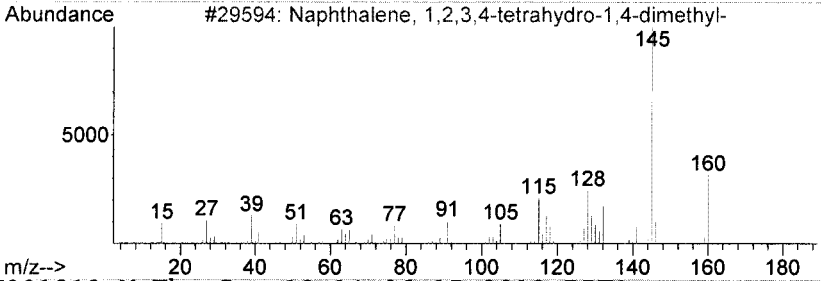 Abundance #29594: Naphthalene, 1,2,3,4-tetrahydro-1,4-dimethyl-
145
5000
160
128
115
15 27 39 51 63 77 91 105
m/z--> 20 40 60 80 100 120 140 160 180